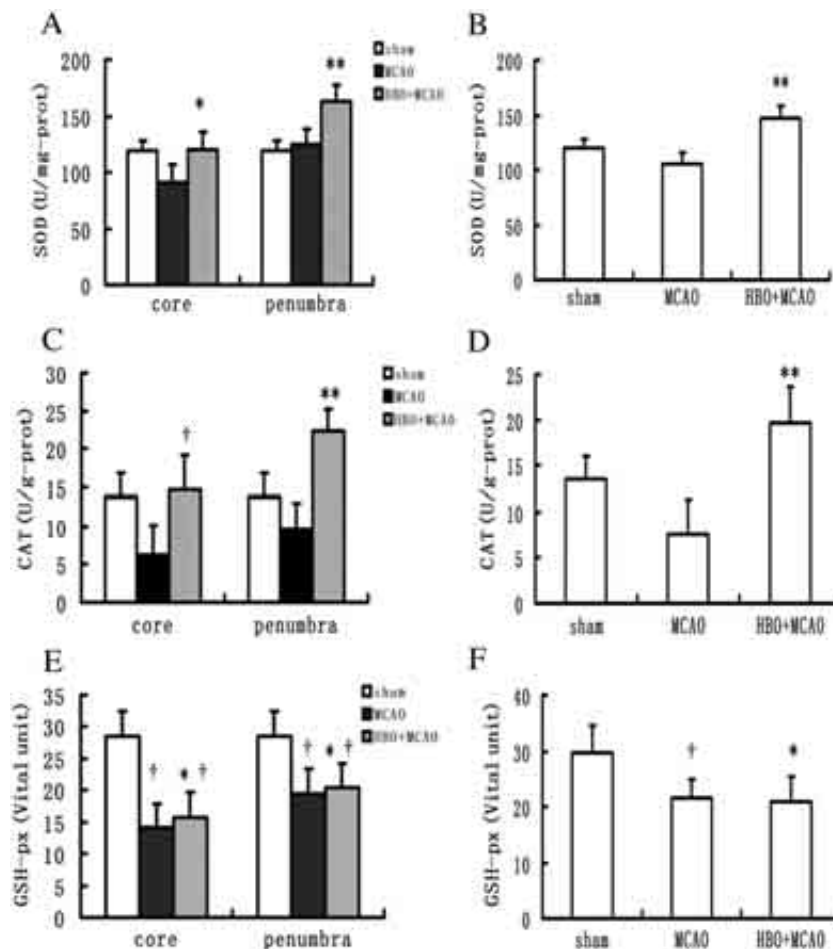 A
sham
MCAO
HBO+MCAO
SOD (U/mg-prot)
200
150
100
50
0
*
**
core
penumbra
B
SOD (U/mg-prot)
200
150
100
50
0
**
sham
MCAO
HBO+MCAO
C
sham
MCAO
HBO+MCAO
CAT (U/g-prot)
30
25
20
15
10
5
0
†
**
core
penumbra
D
CAT (U/g-prot)
25
20
15
10
5
0
**
sham
MCAO
HBO+MCAO
E
sham
MCAO
HBO+MCAO
GSH-px (Vital unit)
35
30
25
20
15
10
5
0
†
* †
†
* †
core
penumbra
F
GSH-px (Vital unit)
40
30
20
10
0
†
*
sham
MCAO
HBO+MCAO